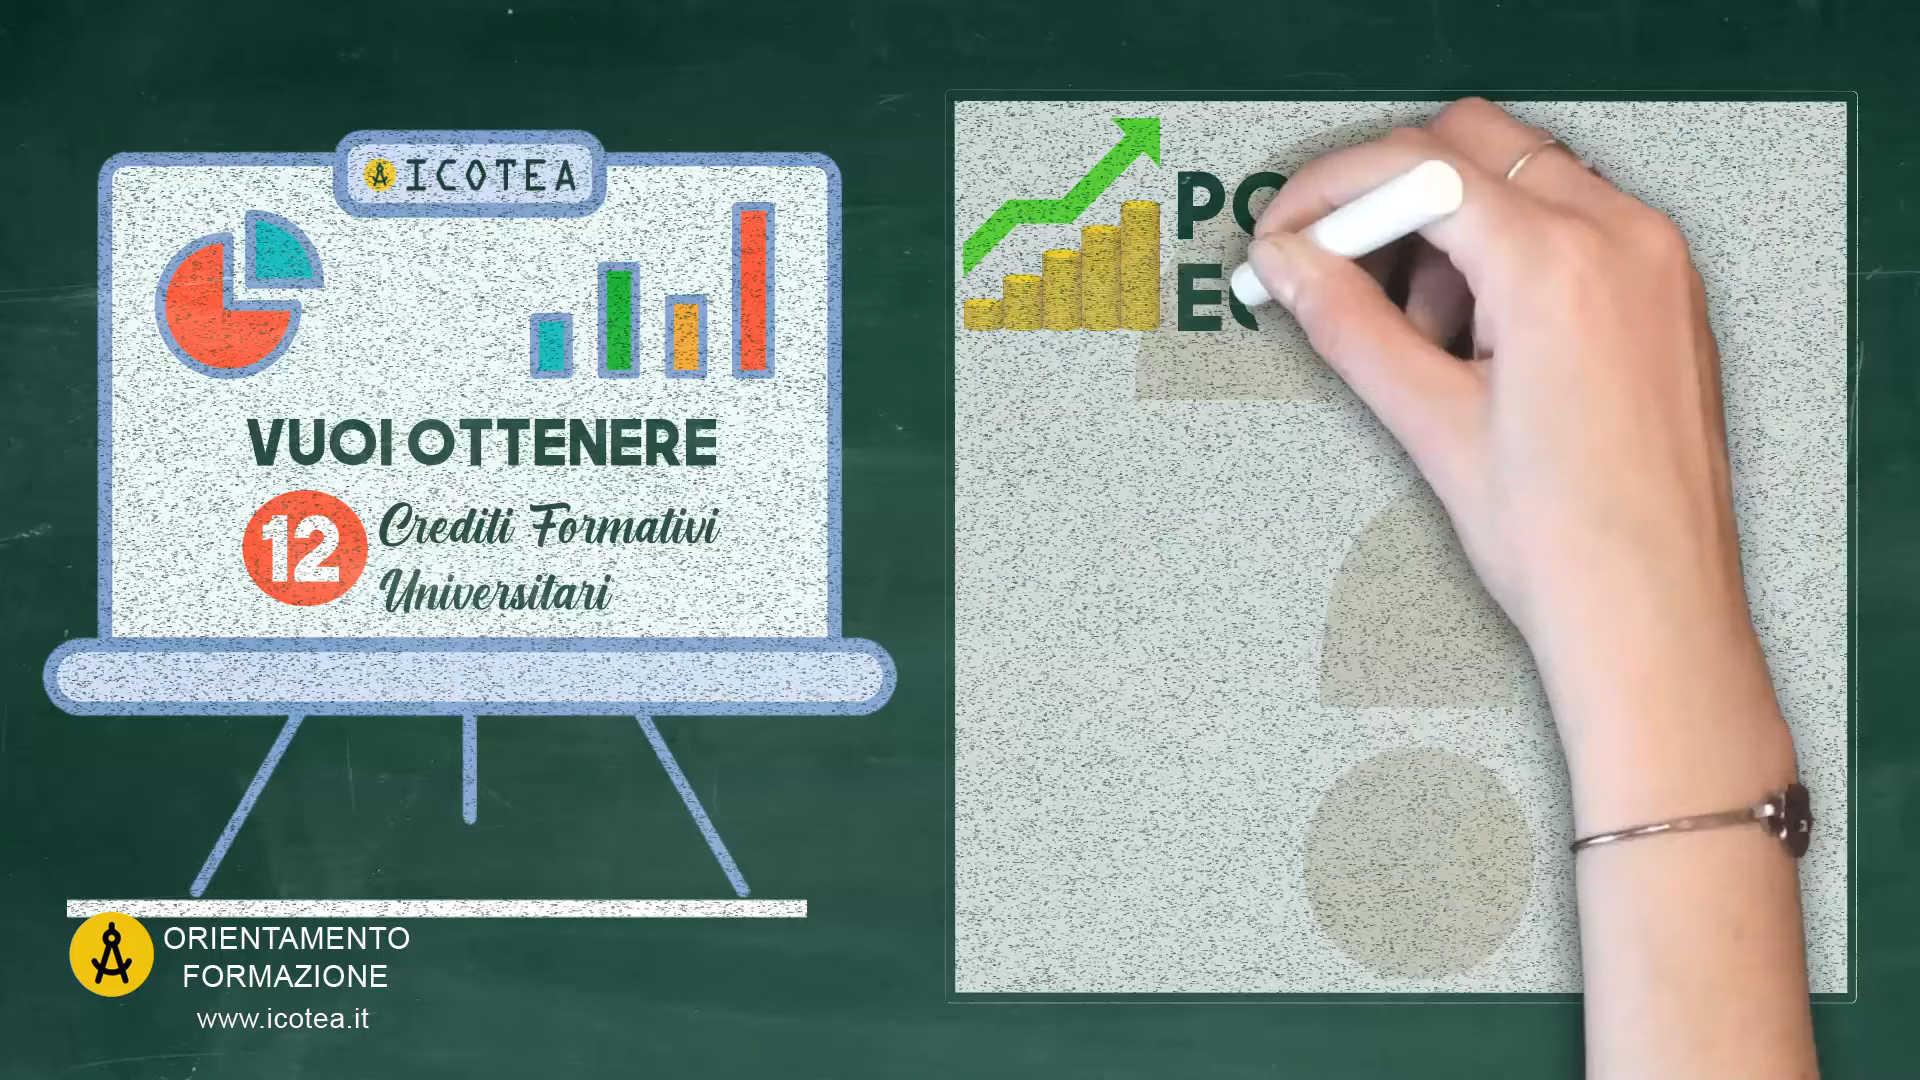 ICOTEA
VUOI OTTENERE
12
Crediti Formativi
Universitari
ORIENTAMENTO
FORMAZIONE
www.icotea.it